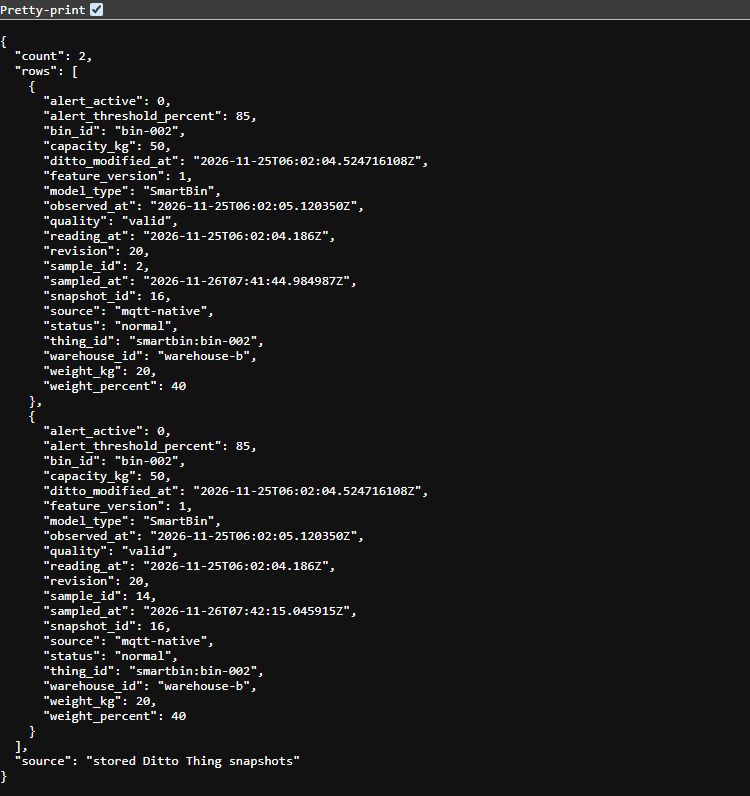 Pretty-print
{
  "count": 2,
  "rows": [
    {
      "alert_active": 0,
      "alert_threshold_percent": 85,
      "bin_id": "bin-002",
      "capacity_kg": 50,
      "ditto_modified_at": "2026-11-25T06:02:04.524716108Z",
      "feature_version": 1,
      "model_type": "SmartBin",
      "observed_at": "2026-11-25T06:02:05.120350Z",
      "quality": "valid",
      "reading_at": "2026-11-25T06:02:04.186Z",
      "revision": 20,
      "sample_id": 2,
      "sampled_at": "2026-11-26T07:41:44.984987Z",
      "snapshot_id": 16,
      "source": "mqtt-native",
      "status": "normal",
      "thing_id": "smartbin:bin-002",
      "warehouse_id": "warehouse-b",
      "weight_kg": 20,
      "weight_percent": 40
    },
    {
      "alert_active": 0,
      "alert_threshold_percent": 85,
      "bin_id": "bin-002",
      "capacity_kg": 50,
      "ditto_modified_at": "2026-11-25T06:02:04.524716108Z",
      "feature_version": 1,
      "model_type": "SmartBin",
      "observed_at": "2026-11-25T06:02:05.120350Z",
      "quality": "valid",
      "reading_at": "2026-11-25T06:02:04.186Z",
      "revision": 20,
      "sample_id": 14,
      "sampled_at": "2026-11-26T07:42:15.045915Z",
      "snapshot_id": 16,
      "source": "mqtt-native",
      "status": "normal",
      "thing_id": "smartbin:bin-002",
      "warehouse_id": "warehouse-b",
      "weight_kg": 20,
      "weight_percent": 40
    }
  ],
  "source": "stored Ditto Thing snapshots"
}